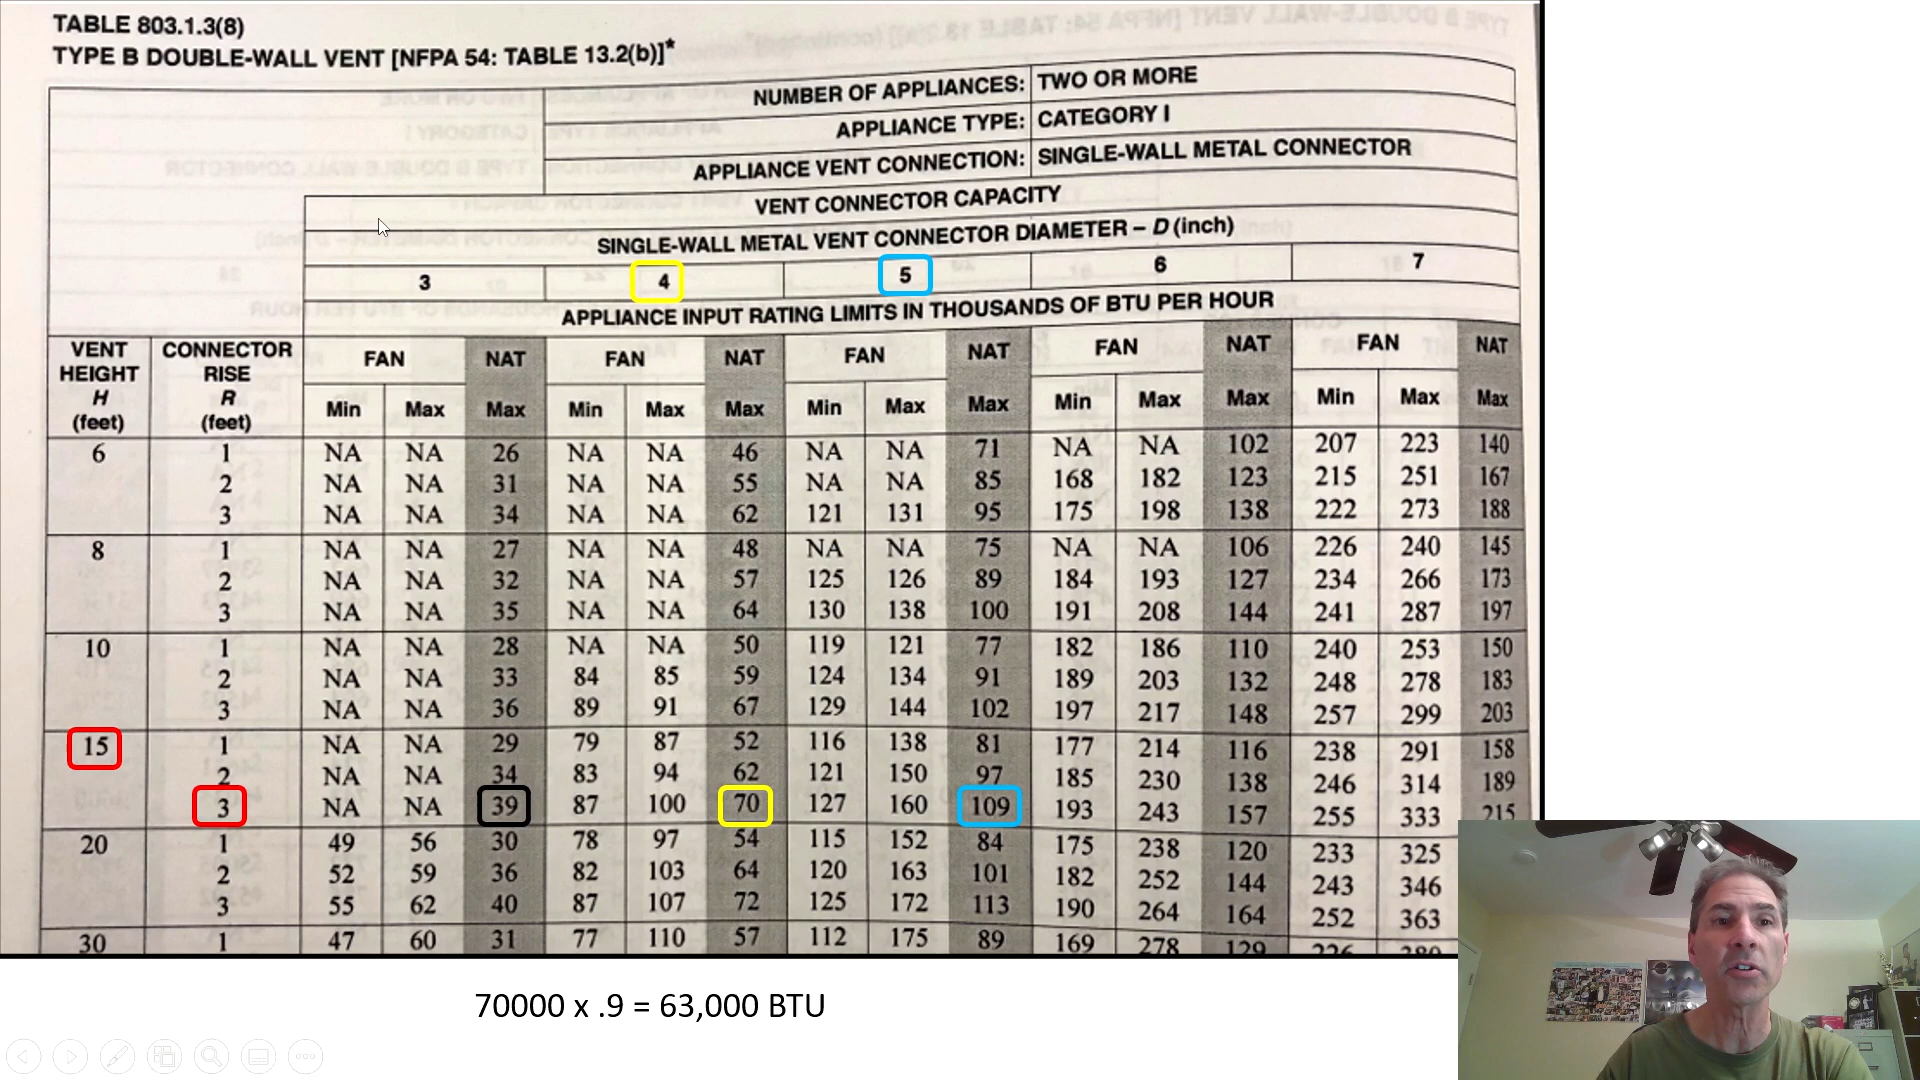 TABLE 803.1.3(8)
TYPE B DOUBLE-WALL VENT [NFPA 54: TABLE 13.2(b)]*
NUMBER OF APPLIANCES: TWO OR MORE
APPLIANCE TYPE: CATEGORY I
APPLIANCE VENT CONNECTION: SINGLE-WALL METAL CONNECTOR
VENT CONNECTOR CAPACITY
SINGLE-WALL METAL VENT CONNECTOR DIAMETER – D (inch)
3 4 5 6 7
APPLIANCE INPUT RATING LIMITS IN THOUSANDS OF BTU PER HOUR
VENT HEIGHT H (feet) CONNECTOR RISE R (feet) FAN NAT FAN NAT FAN NAT FAN NAT FAN NAT
Min Max Max Min Max Max Min Max Max Min Max Max Min Max Max
6 1 NA NA 26 NA NA 46 NA NA 71 NA NA 102 207 223 140
2 NA NA 31 NA NA 55 NA NA 85 168 182 123 215 251 167
3 NA NA 34 NA NA 62 121 131 95 175 198 138 222 273 188
8 1 NA NA 27 NA NA 48 NA NA 75 NA NA 106 226 240 145
2 NA NA 32 NA NA 57 125 126 89 184 193 127 234 266 173
3 NA NA 35 NA NA 64 130 138 100 191 208 144 241 287 197
10 1 NA NA 28 NA NA 50 119 121 77 182 186 110 240 253 150
2 NA NA 33 84 85 59 124 134 91 189 203 132 248 278 183
3 NA NA 36 89 91 67 129 144 102 197 217 148 257 299 203
15 1 NA NA 29 79 87 52 116 138 81 177 214 116 238 291 158
2 NA NA 34 83 94 62 121 150 97 185 230 138 246 314 189
3 NA NA 39 87 100 70 127 160 109 193 243 157 255 333 215
20 1 49 56 30 78 97 54 115 152 84 175 238 120 233 325
2 52 59 36 82 103 64 120 163 101 182 252 144 243 346
3 55 62 40 87 107 72 125 172 113 190 264 164 252 363
30 1 47 60 31 77 110 57 112 175 89 169 278 129
70000 x .9 = 63,000 BTU